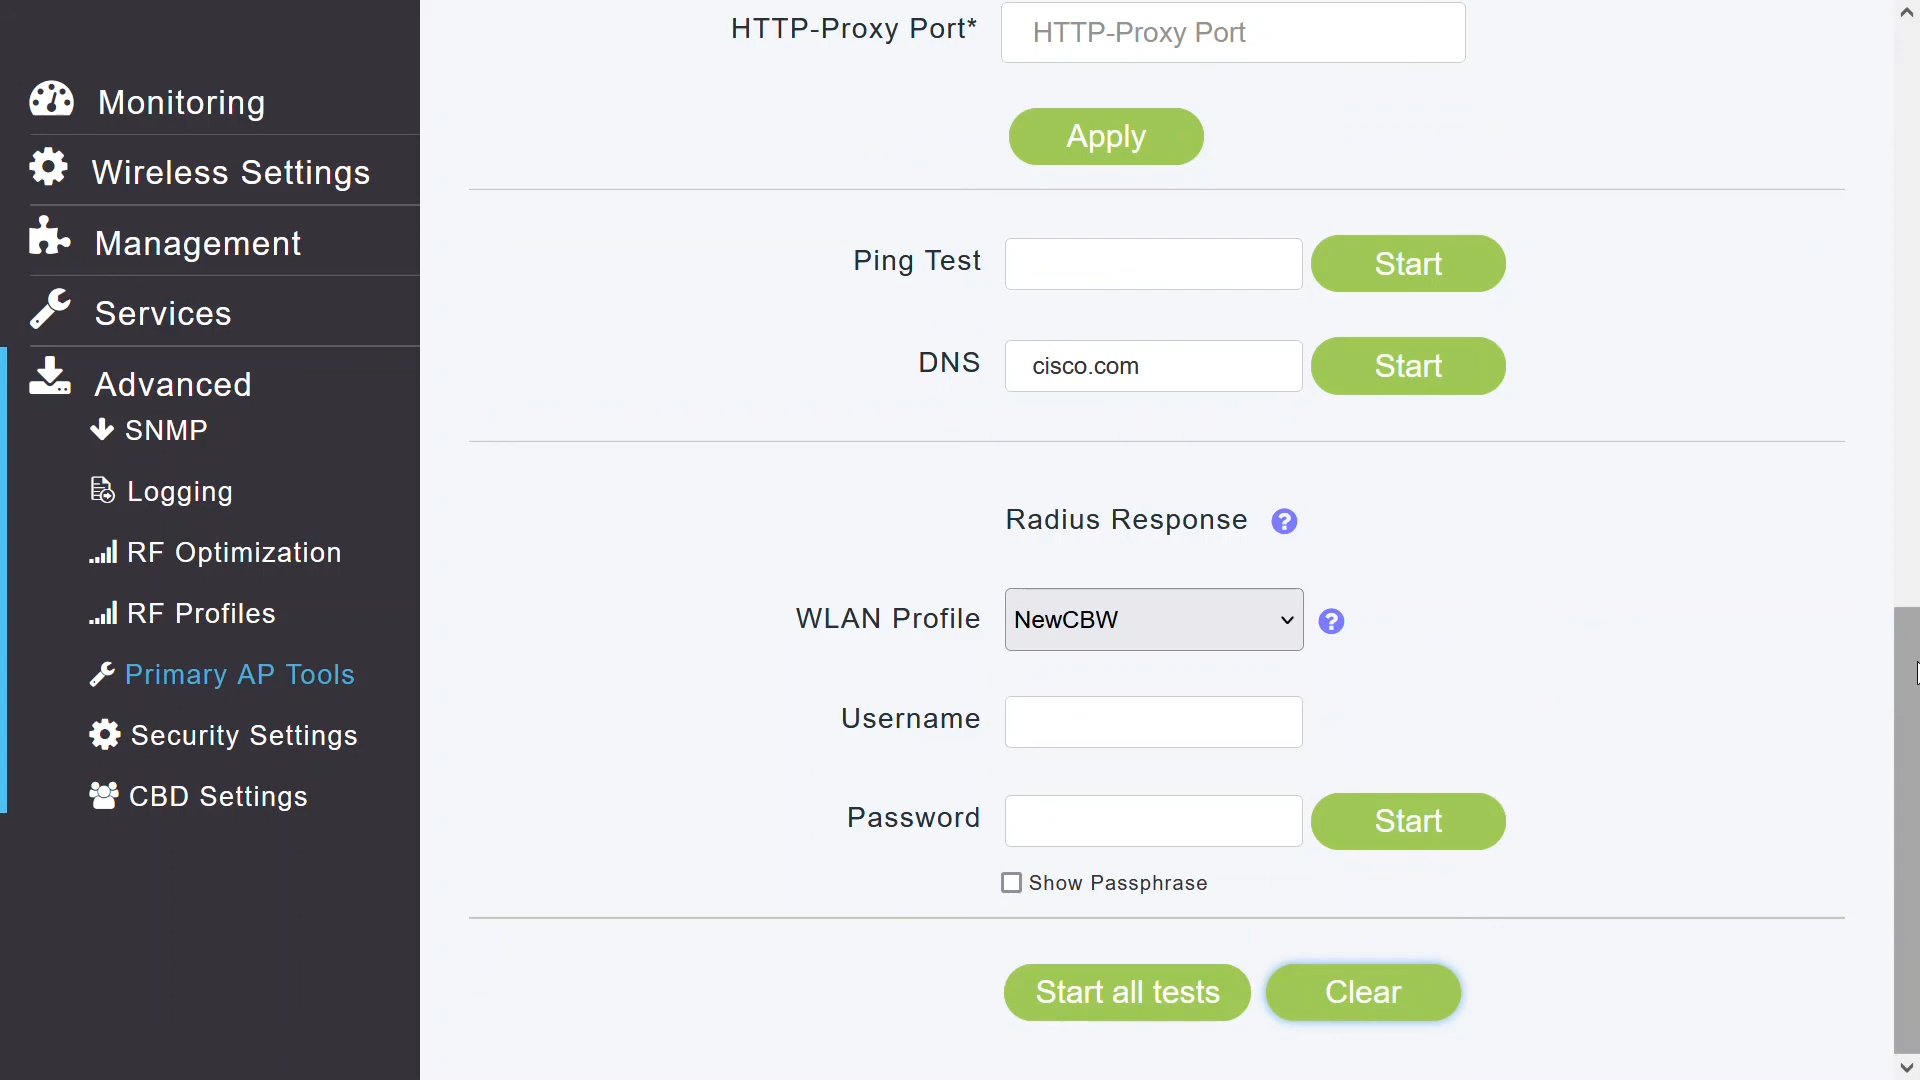 Monitoring
Wireless Settings
Management
Services
Advanced
SNMP
Logging
RF Optimization
RF Profiles
Primary AP Tools
Security Settings
CBD Settings
HTTP-Proxy Port* HTTP-Proxy Port
Apply
Ping Test Start
DNS cisco.com Start
Radius Response ?
WLAN Profile NewCBW ?
Username
Password Start
Show Passphrase
Start all tests Clear